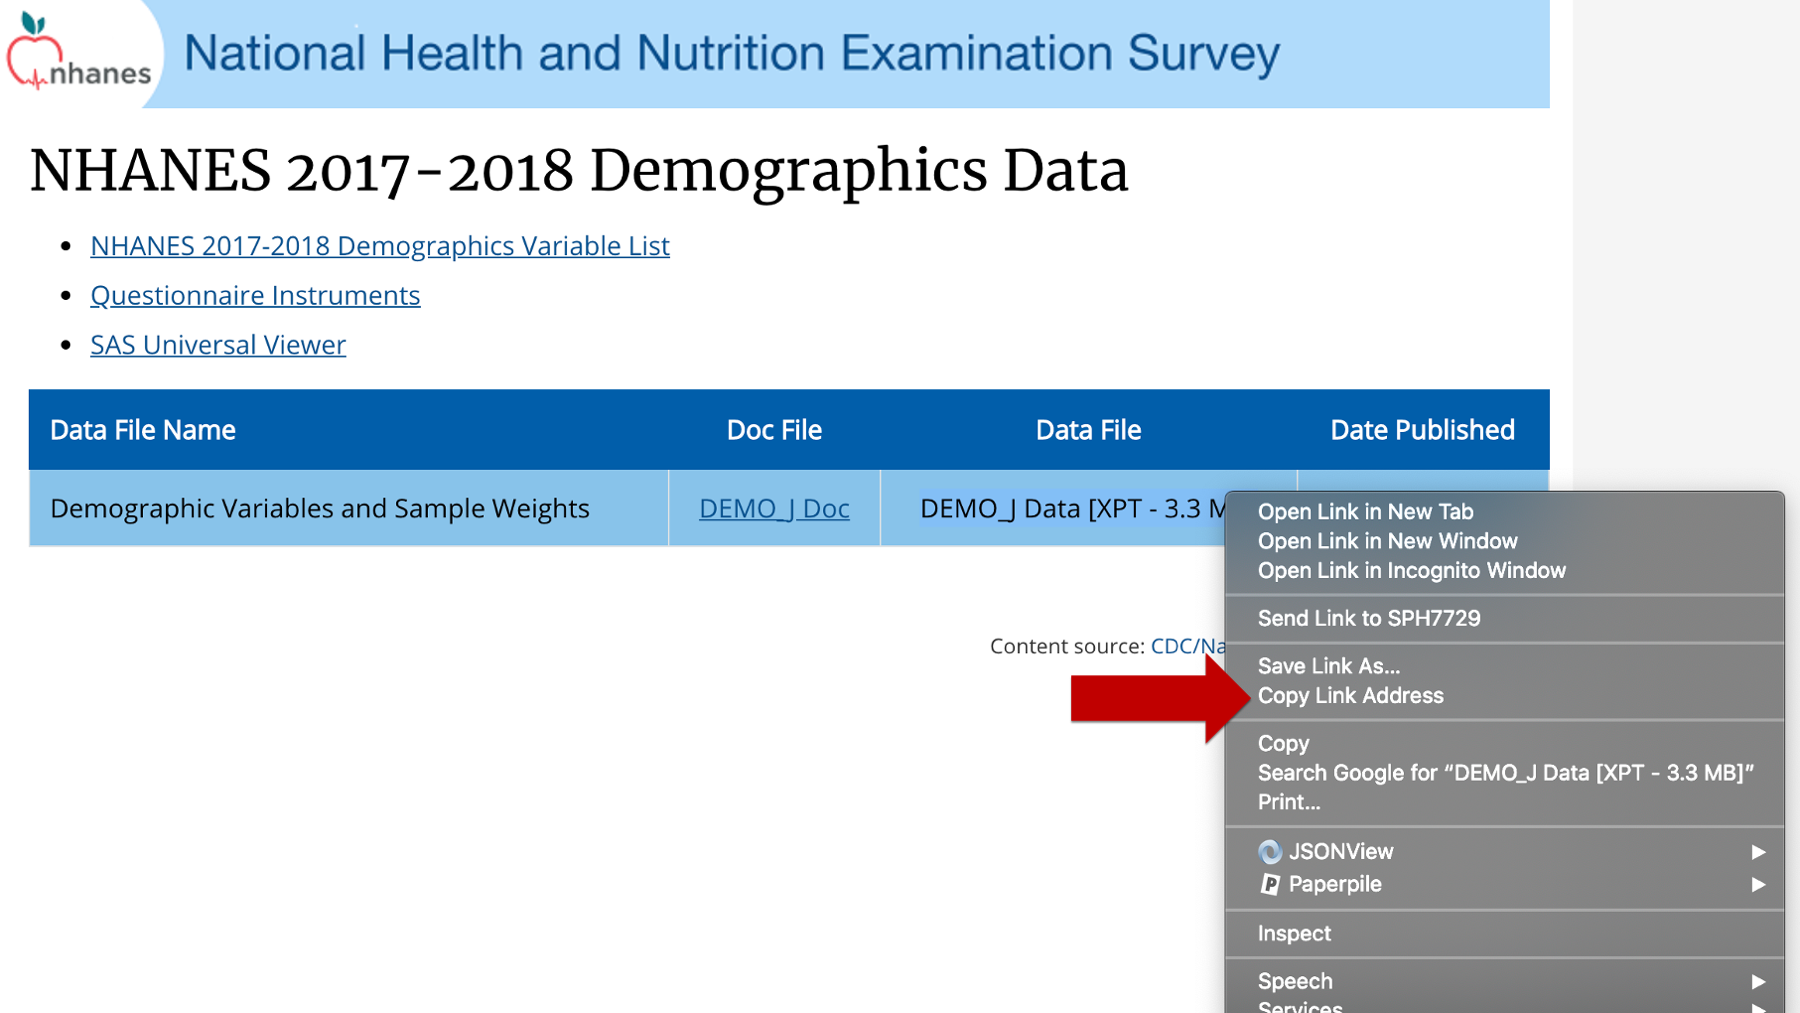 nhanes
National Health and Nutrition Examination Survey
NHANES 2017-2018 Demographics Data
NHANES 2017-2018 Demographics Variable List
Questionnaire Instruments
SAS Universal Viewer
Data File Name Doc File Data File Date Published
Demographic Variables and Sample Weights DEMO_J Doc DEMO_J Data [XPT - 3.3 M
Content source: CDC/Na
Open Link in New Tab
Open Link in New Window
Open Link in Incognito Window
Send Link to SPH7729
Save Link As...
Copy Link Address
Copy
Search Google for “DEMO_J Data [XPT - 3.3 MB]”
Print...
JSONView
Paperpile
Inspect
Speech
Services